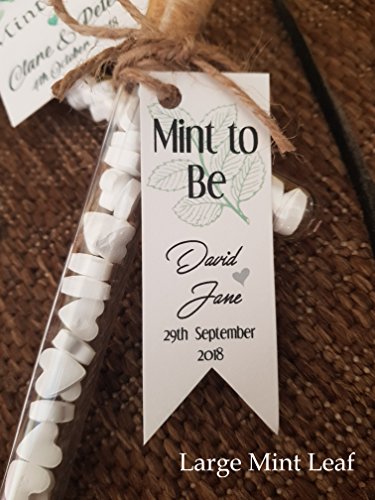 Mint to
Be
David
Jane
29th September
2018
Large Mint Leaf